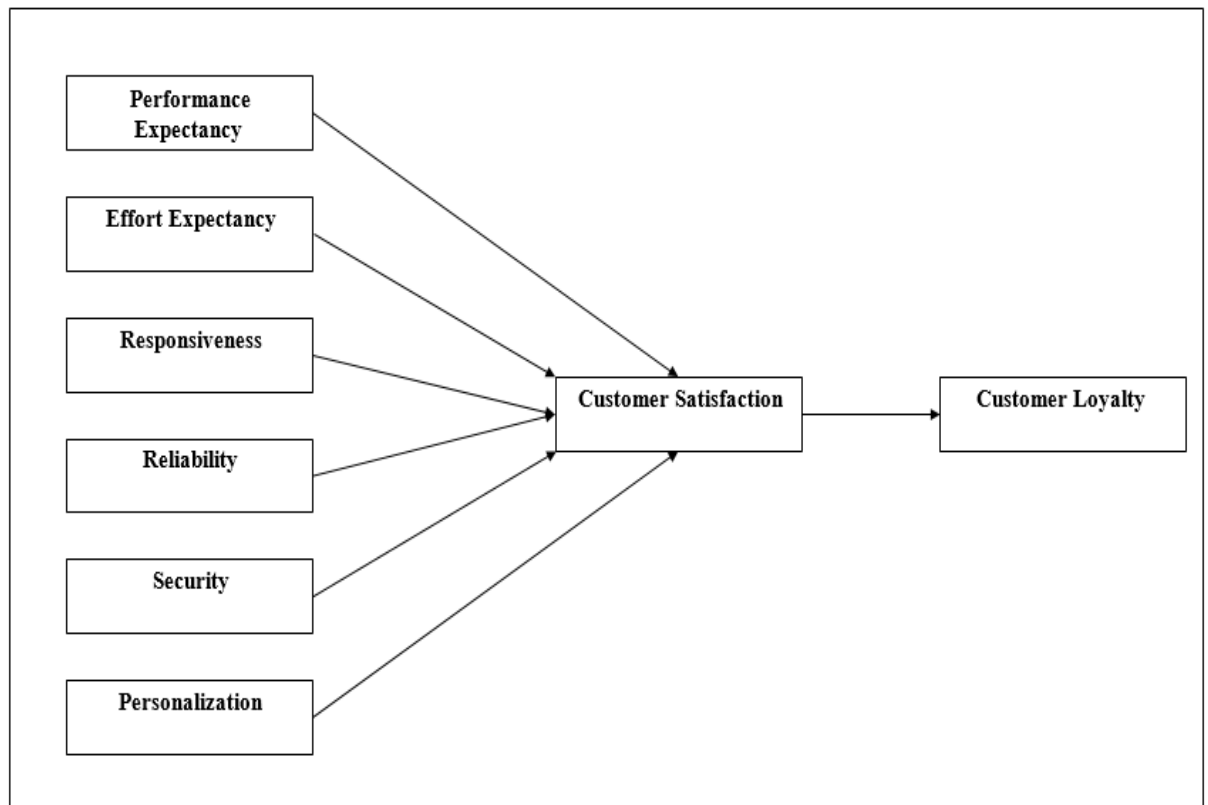 Performance
Expectancy
Effort Expectancy
Responsiveness
Customer Satisfaction
Customer Loyalty
Reliability
Security
Personalization